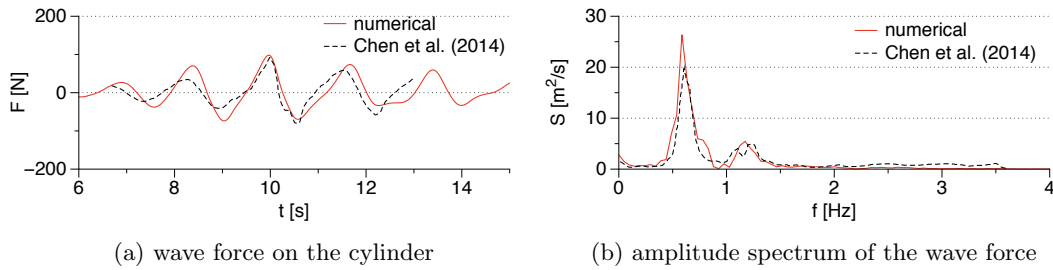 200
0
−200
F [N]
numerical
Chen et al. (2014)
6 8 10 12 14
t [s]
(a) wave force on the cylinder
30
20
10
0
S [m²/s]
numerical
Chen et al. (2014)
0 1 2 3 4
f [Hz]
(b) amplitude spectrum of the wave force